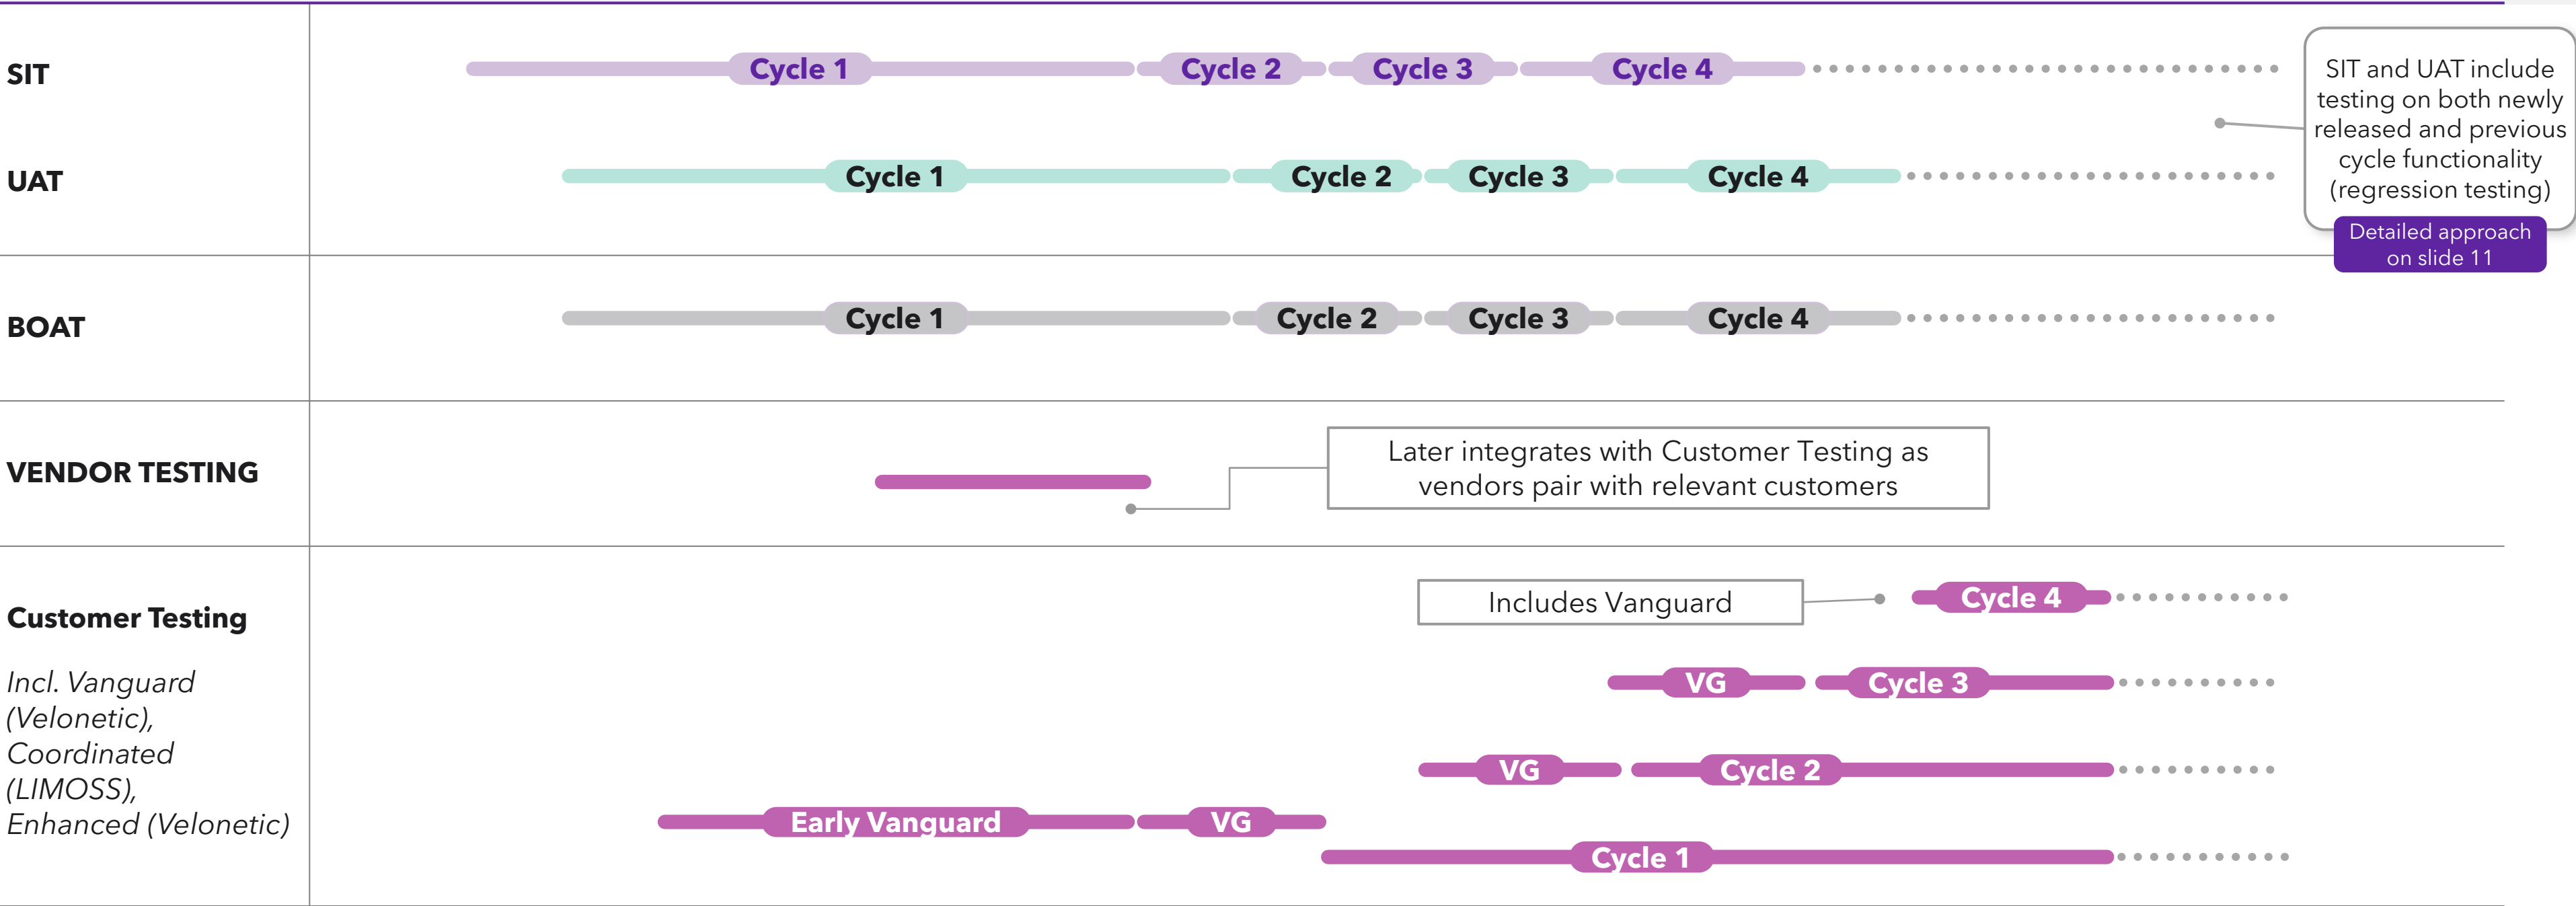 SIT
Cycle 1
Cycle 2
Cycle 3
Cycle 4
SIT and UAT include
testing on both newly
released and previous
cycle functionality
(regression testing)
Detailed approach
on slide 11
UAT
Cycle 1
Cycle 2
Cycle 3
Cycle 4
BOAT
Cycle 1
Cycle 2
Cycle 3
Cycle 4
VENDOR TESTING
Later integrates with Customer Testing as
vendors pair with relevant customers
Customer Testing
Incl. Vanguard
(Velonetic),
Coordinated
(LIMOSS),
Enhanced (Velonetic)
Includes Vanguard
Cycle 4
VG
Cycle 3
VG
Cycle 2
Early Vanguard
VG
Cycle 1